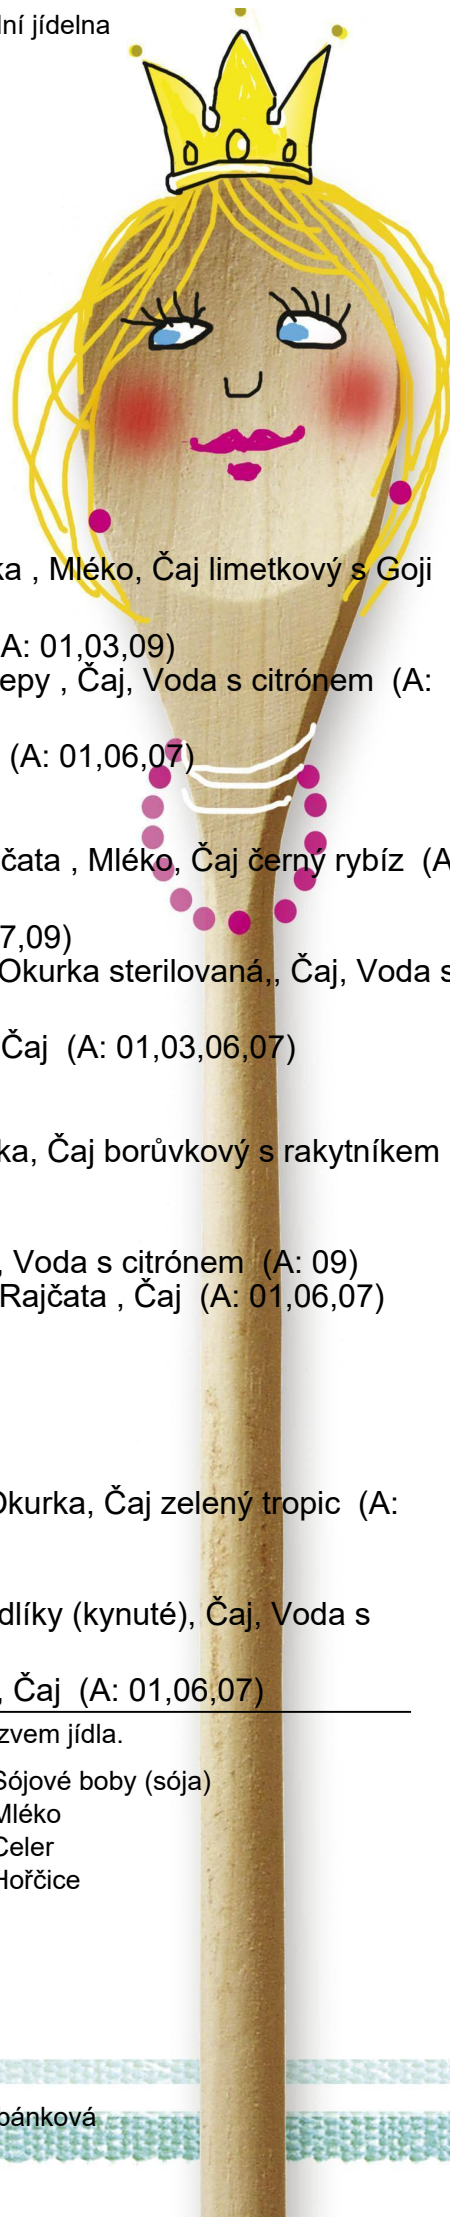 lní jídelna
ka , Mléko, Čaj limetkový s Goji
A: 01,03,09)
epy , Čaj, Voda s citrónem (A:
(A: 01,06,07)
čata , Mléko, Čaj černý rybíz (A
7,09)
Okurka sterilovaná,, Čaj, Voda s
Čaj (A: 01,03,06,07)
ka, Čaj borůvkový s rakytníkem
, Voda s citrónem (A: 09)
Rajčata , Čaj (A: 01,06,07)
Okurka, Čaj zelený tropic (A:
dlíky (kynuté), Čaj, Voda s
, Čaj (A: 01,06,07)
zvem jídla.
Sójové boby (sója)
Mléko
Celer
Hořčice
bánková